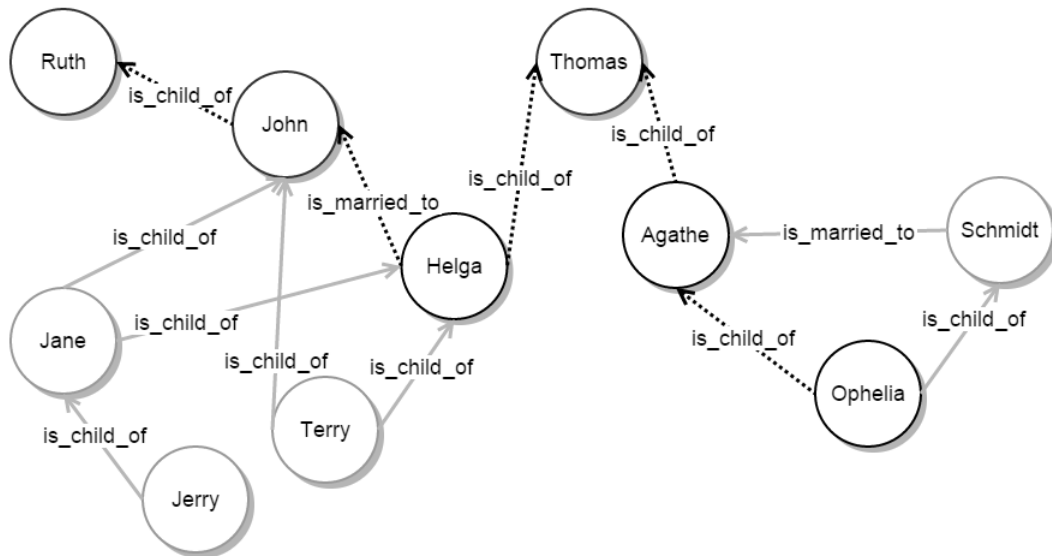 Ruth
Thomas
is_child_of
John
is_child_of
is_child_of
is_married_to
Agathe
is_married_to
Schmidt
is_child_of
Helga
Jane
is_child_of
is_child_of
is_child_of
is_child_of
is_child_of
Ophelia
Terry
is_child_of
Jerry